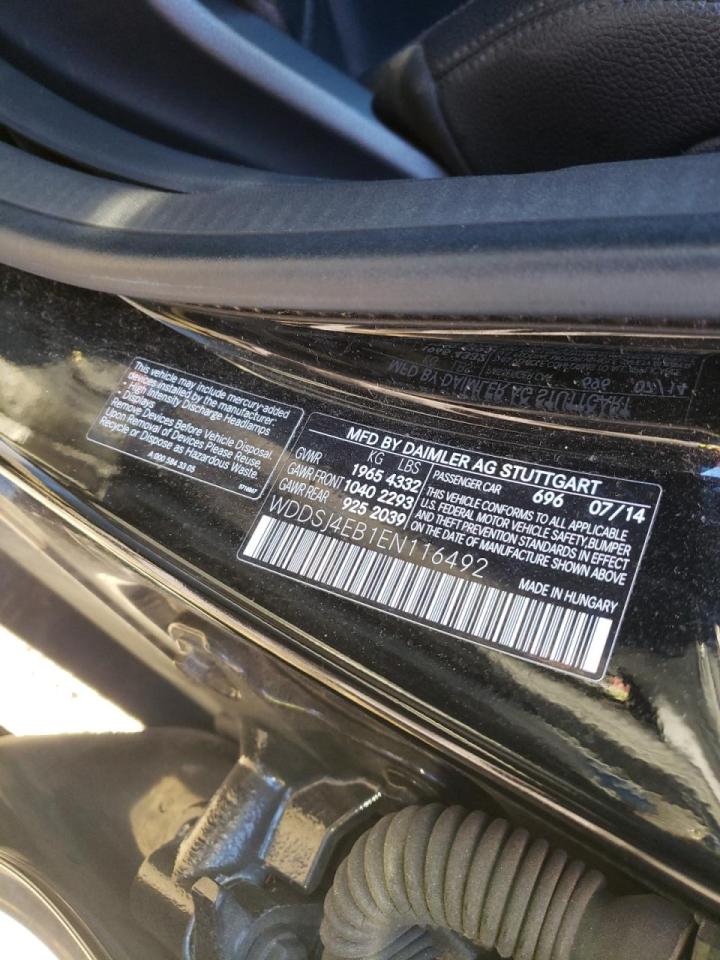 This vehicle may include mercury-added
devices installed by the manufacturer:
• High Intensity Discharge Headlamps
• Displays
Remove Devices Before Vehicle Disposal.
Upon Removal of Devices Please Reuse,
Recycle or Dispose as Hazardous Waste.
A 000 584 33 05
MFD BY DAIMLER AG STUTTGART
KG LBS
GVWR 1965 4332
GAWR FRONT 1040 2293
GAWR REAR 925 2039
PASSENGER CAR 696 07/14
THIS VEHICLE CONFORMS TO ALL APPLICABLE
U.S. FEDERAL MOTOR VEHICLE SAFETY, BUMPER
AND THEFT PREVENTION STANDARDS IN EFFECT
ON THE DATE OF MANUFACTURE SHOWN ABOVE
WDDSJ4EB1EN116492
MADE IN HUNGARY